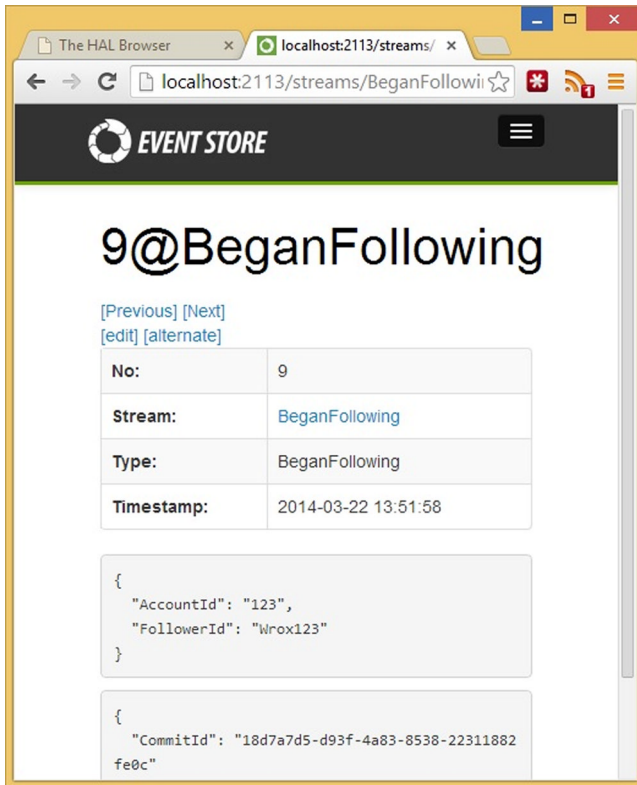 The HAL Browser
localhost:2113/streams/
localhost:2113/streams/BeganFollowi
1
EVENT STORE
9@BeganFollowing
[Previous] [Next]
[edit] [alternate]
No: 9
Stream: BeganFollowing
Type: BeganFollowing
Timestamp: 2014-03-22 13:51:58
{
"AccountId": "123",
"FollowerId": "Wrox123"
}
{
"CommitId": "18d7a7d5-d93f-4a83-8538-22311882
fe0c"